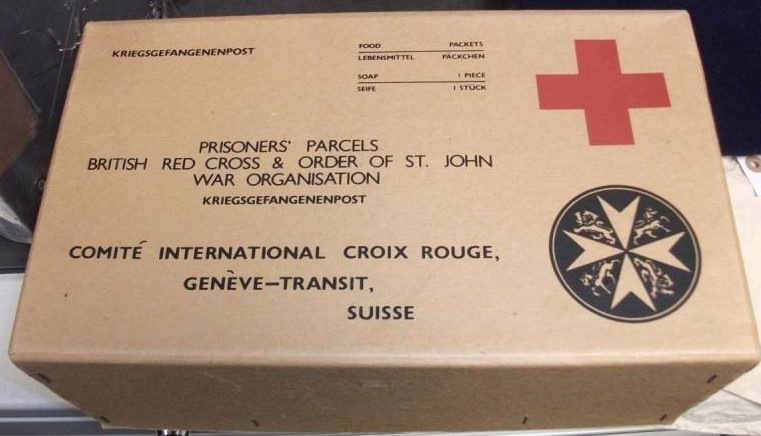 KRIEGSGEFANGENENPOST
FOOD PACKETS
LEBENSMITTEL PÄCKCHEN
SOAP 1 PIECE
SEIFE 1 STÜCK
PRISONERS' PARCELS
BRITISH RED CROSS & ORDER OF ST. JOHN
WAR ORGANISATION
KRIEGSGEFANGENENPOST
COMITÉ INTERNATIONAL CROIX ROUGE,
GENÈVE—TRANSIT,
SUISSE